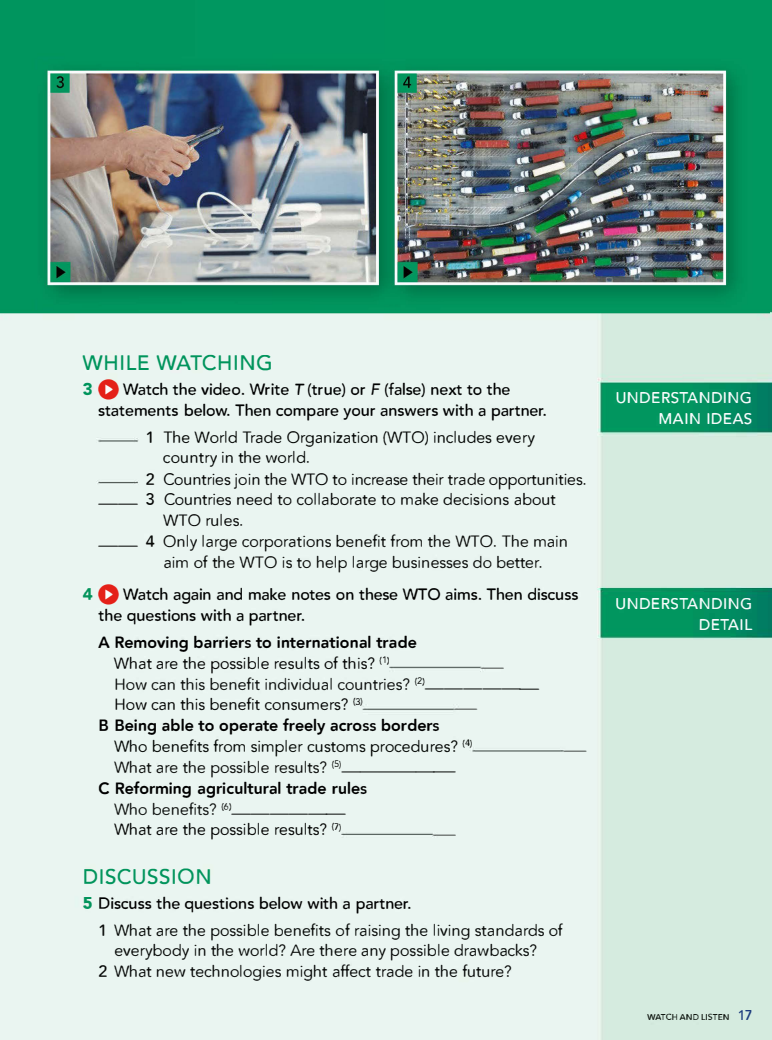 3
4
WHILE WATCHING
3 Watch the video. Write T (true) or F (false) next to the
statements below. Then compare your answers with a partner.
UNDERSTANDING
MAIN IDEAS
_____ 1 The World Trade Organization (WTO) includes every
country in the world.
_____ 2 Countries join the WTO to increase their trade opportunities.
_____ 3 Countries need to collaborate to make decisions about
WTO rules.
_____ 4 Only large corporations benefit from the WTO. The main
aim of the WTO is to help large businesses do better.
4 Watch again and make notes on these WTO aims. Then discuss
the questions with a partner.
UNDERSTANDING
DETAIL
A Removing barriers to international trade
What are the possible results of this? (1)_______________
How can this benefit individual countries? (2)_______________
How can this benefit consumers? (3)_______________
B Being able to operate freely across borders
Who benefits from simpler customs procedures? (4)_______________
What are the possible results? (5)_______________
C Reforming agricultural trade rules
Who benefits? (6)_______________
What are the possible results? (7)_______________
DISCUSSION
5 Discuss the questions below with a partner.
1 What are the possible benefits of raising the living standards of
everybody in the world? Are there any possible drawbacks?
2 What new technologies might affect trade in the future?
WATCH AND LISTEN 17